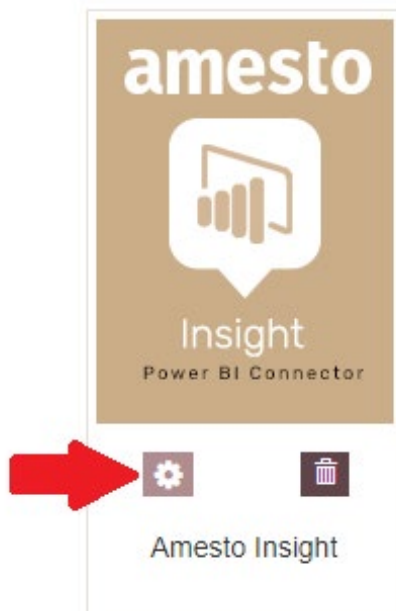 amesto
Insight
Power BI Connector
Amesto Insight